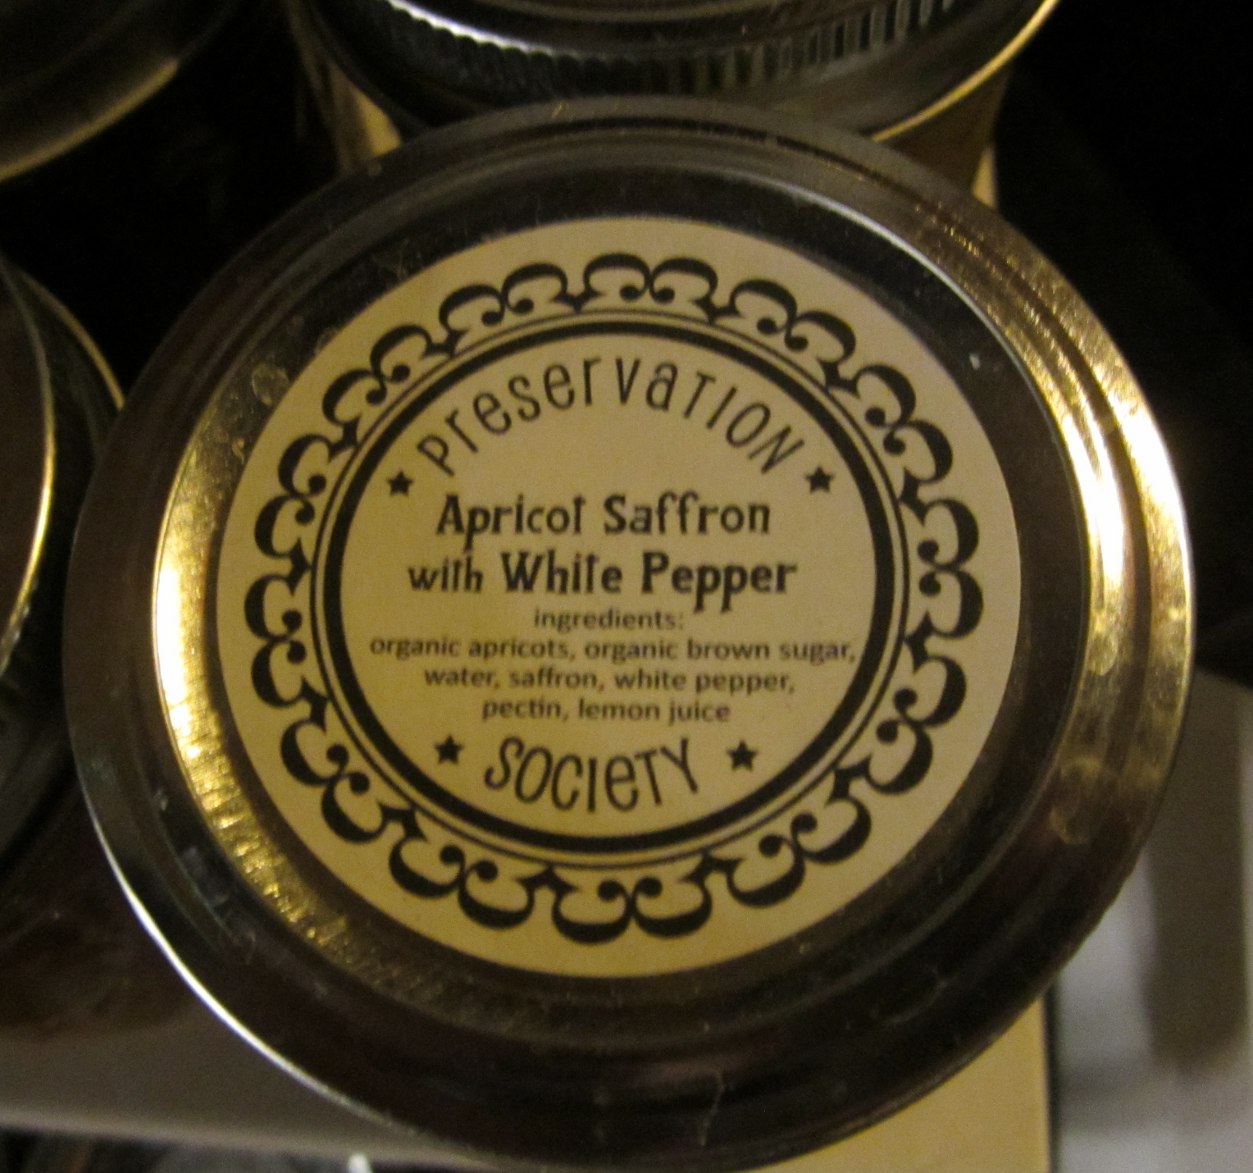 PreservATION
Apricot Saffron
with White Pepper
ingredients:
organic apricots, organic brown sugar,
water, saffron, white pepper,
pectin, lemon juice
SOCIeTY